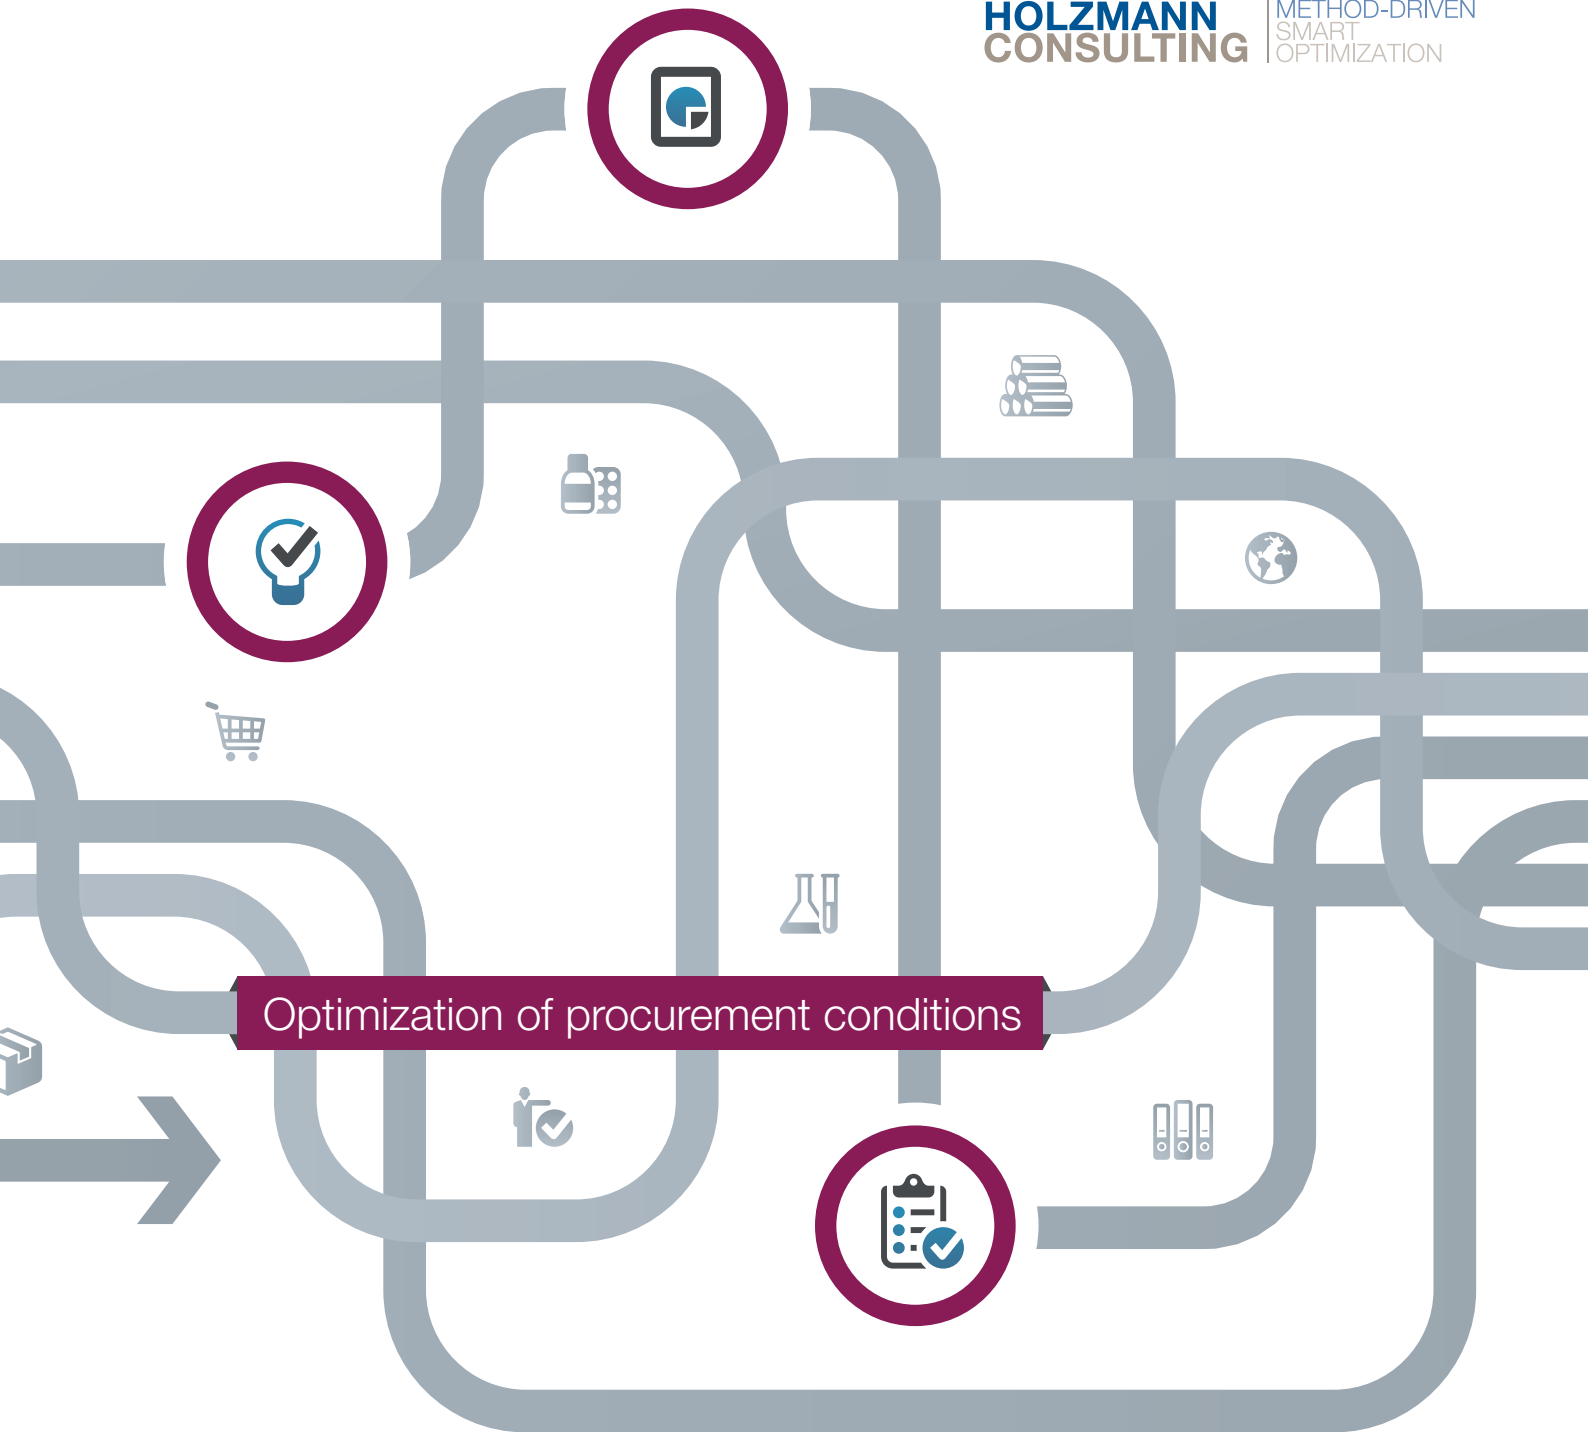 HOLZMANN
CONSULTING
METHOD-DRIVEN
SMART
OPTIMIZATION
Optimization of procurement conditions